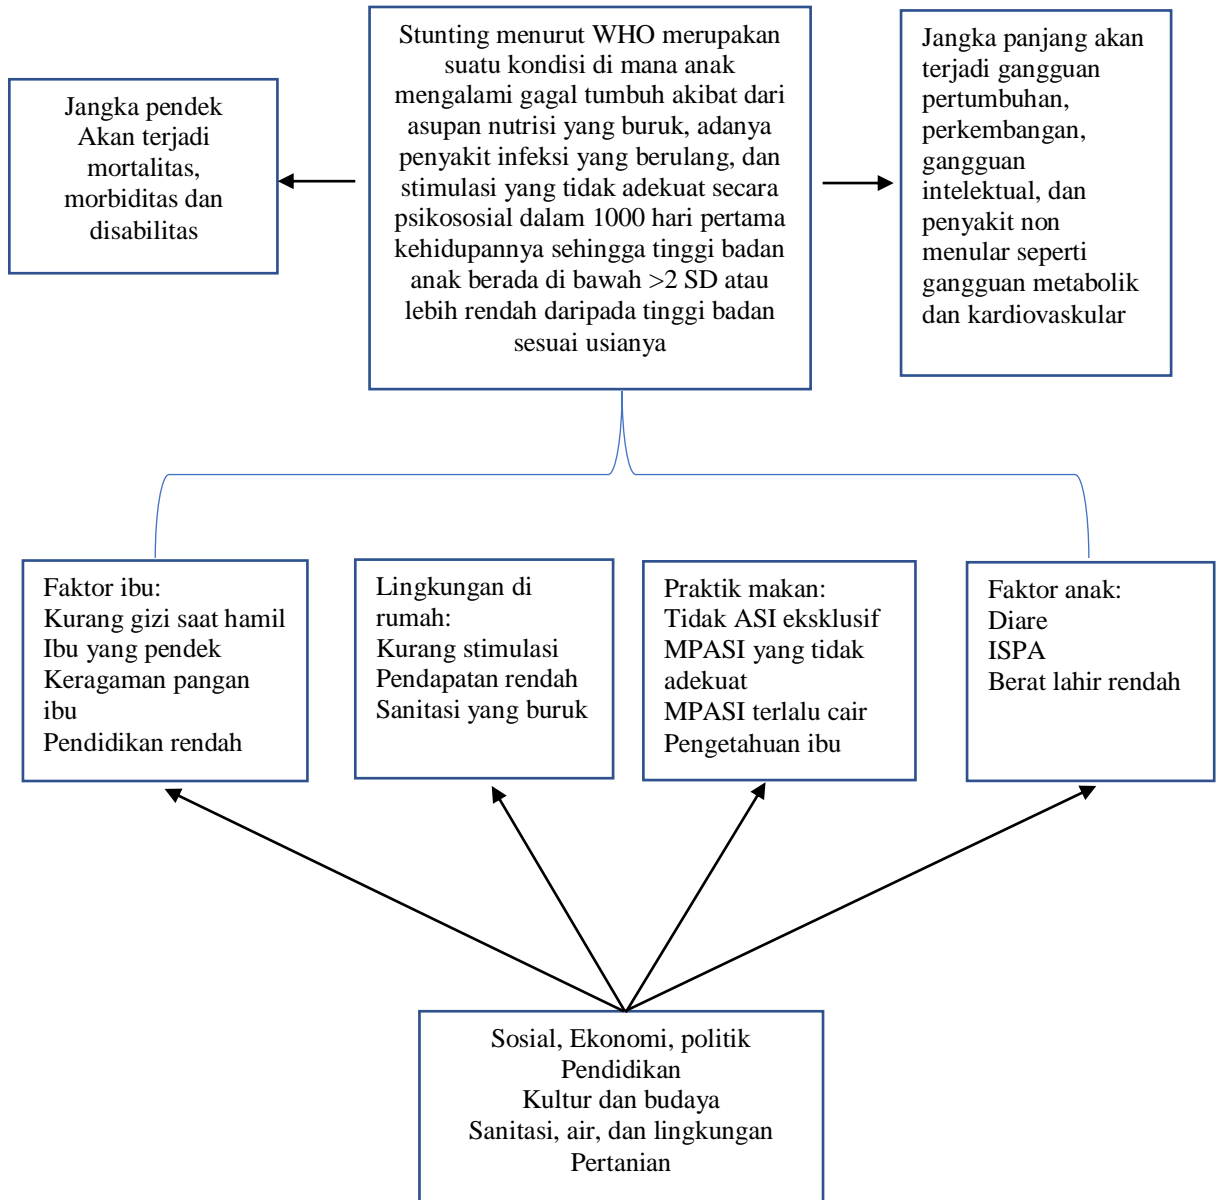 Jangka pendek
Akan terjadi
mortalitas,
morbiditas dan
disabilitas
Stunting menurut WHO merupakan
suatu kondisi di mana anak
mengalami gagal tumbuh akibat dari
asupan nutrisi yang buruk, adanya
penyakit infeksi yang berulang, dan
stimulasi yang tidak adekuat secara
psikososial dalam 1000 hari pertama
kehidupannya sehingga tinggi badan
anak berada di bawah >2 SD atau
lebih rendah daripada tinggi badan
sesuai usianya
Jangka panjang akan
terjadi gangguan
pertumbuhan,
perkembangan,
gangguan
intelektual, dan
penyakit non
menular seperti
gangguan metabolik
dan kardiovaskular
Faktor ibu:
Kurang gizi saat hamil
Ibu yang pendek
Keragaman pangan
ibu
Pendidikan rendah
Lingkungan di
rumah:
Kurang stimulasi
Pendapatan rendah
Sanitasi yang buruk
Praktik makan:
Tidak ASI eksklusif
MPASI yang tidak
adekuat
MPASI terlalu cair
Pengetahuan ibu
Faktor anak:
Diare
ISPA
Berat lahir rendah
Sosial, Ekonomi, politik
Pendidikan
Kultur dan budaya
Sanitasi, air, dan lingkungan
Pertanian